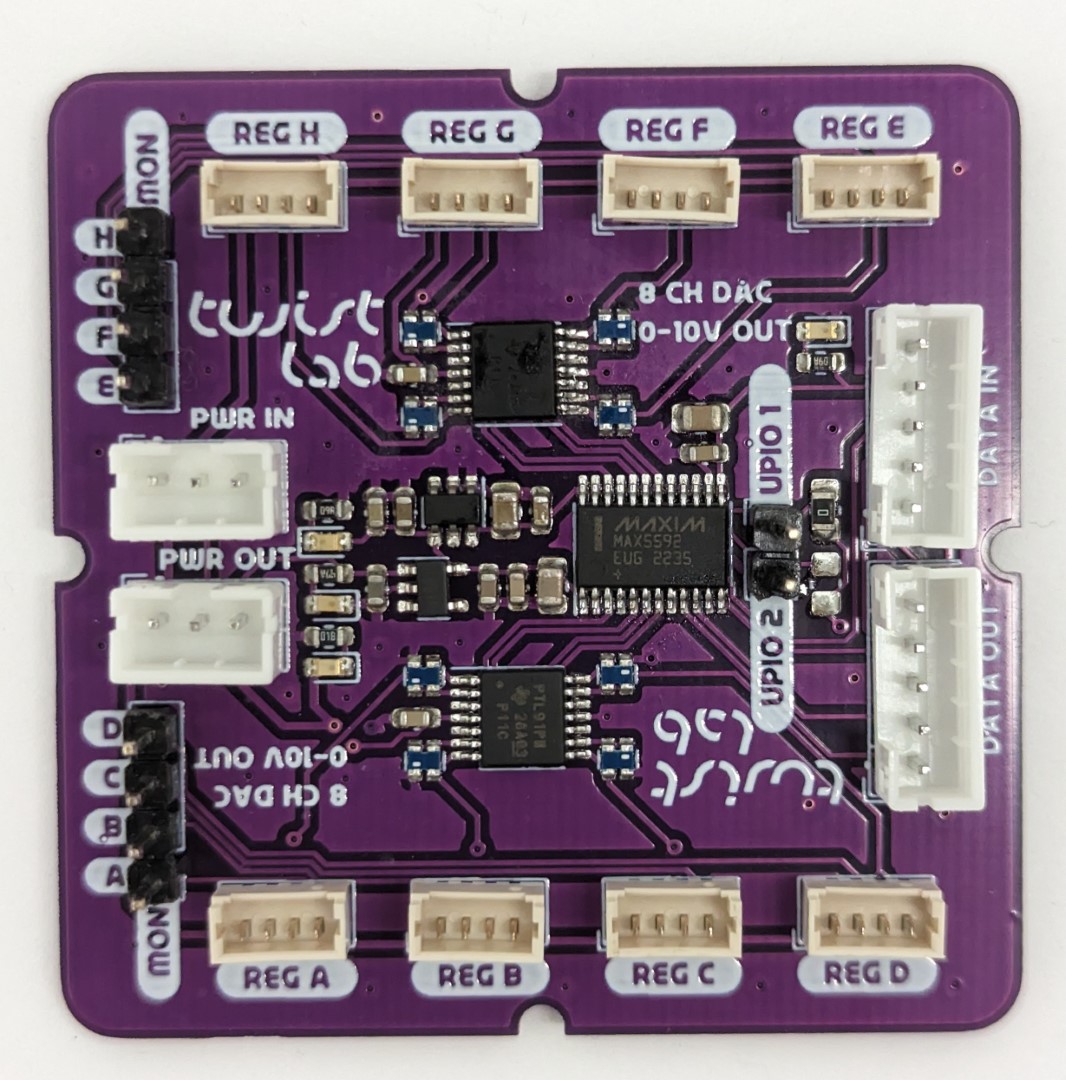 REG H
REG G
REG F
REG E
MON
H
G
F
E
twist
lab
8 CH DAC
0-10V OUT
PWR IN
PWR OUT
UPIO 1
UPIO 2
DATA IN
DATA OUT
MAXIM
MAX5592
EUG 2235
+
D
C
B
A
MON
0-10V OUT
8 CH DAC
twist
lab
REG A
REG B
REG C
REG D